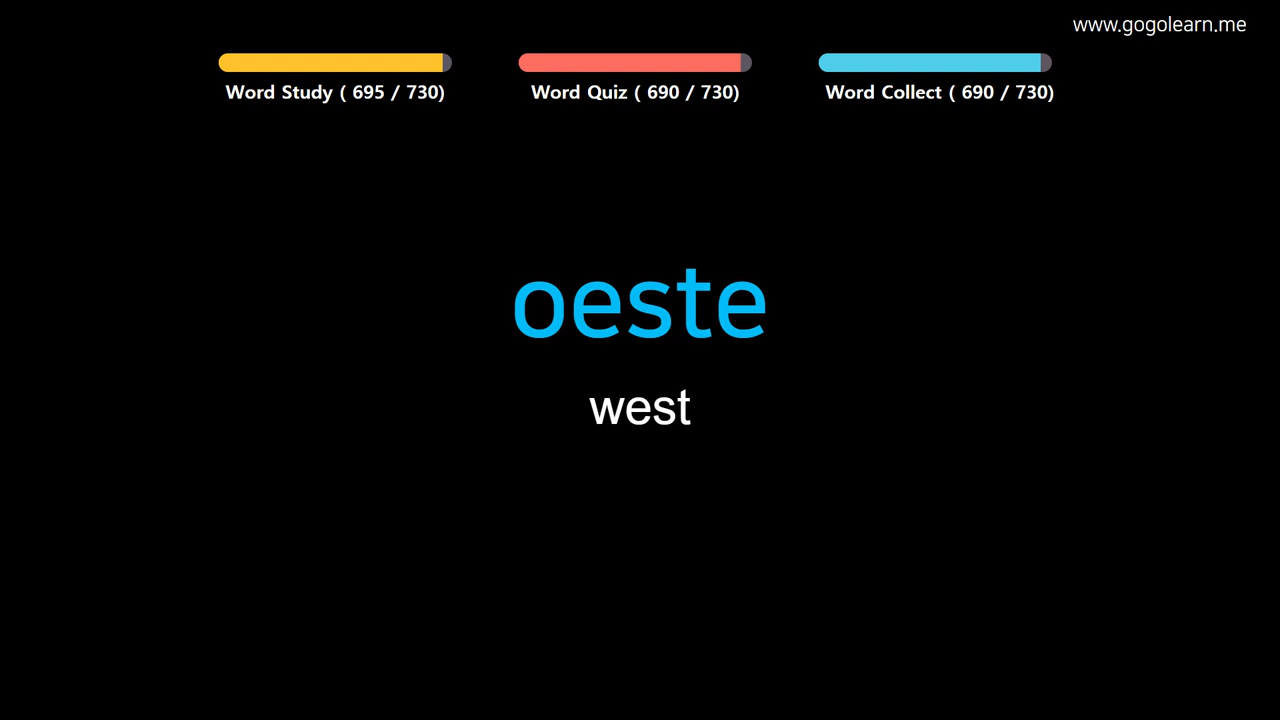 www.gogolearn.me
Word Study ( 695 / 730)
Word Quiz ( 690 / 730)
Word Collect ( 690 / 730)
oeste
west